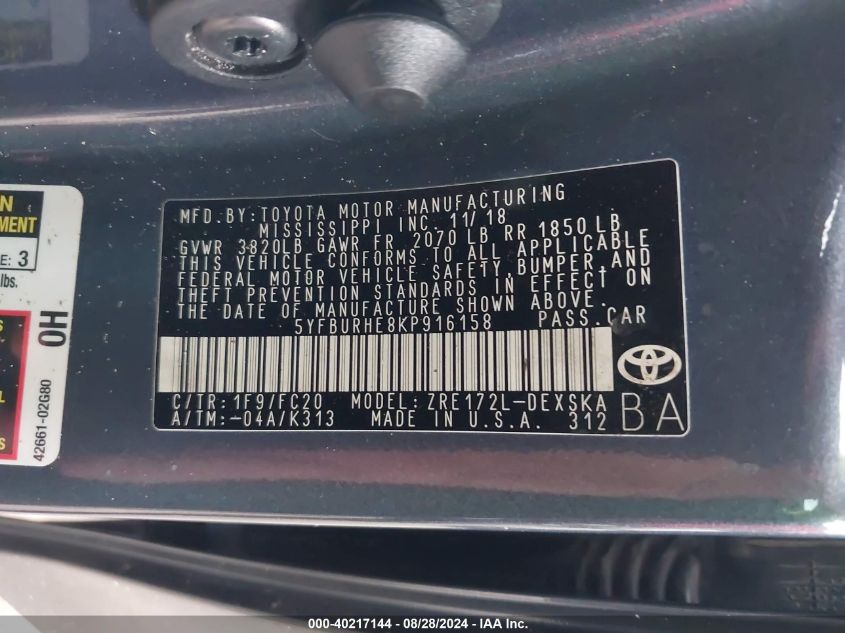 MFD. BY: TOYOTA MOTOR MANUFACTURING
MISSISSIPPI INC. 11/18
GVWR 3820LB GAWR FR 2070 LB RR 1850 LB
THIS VEHICLE CONFORMS TO ALL APPLICABLE
FEDERAL MOTOR VEHICLE SAFETY, BUMPER, AND
THEFT PREVENTION STANDARDS IN EFFECT ON
THE DATE OF MANUFACTURE SHOWN ABOVE.
5YFBURHE8KP916158 PASS. CAR
C/TR: 1F9/FC20 MODEL: ZRE172L-DEXSKA
A/TM: -04A/K313 MADE IN U.S.A. 312
BA
3
lbs.
OH
42661-02G80
000-40217144 — 08/28/2024 — IAA Inc.